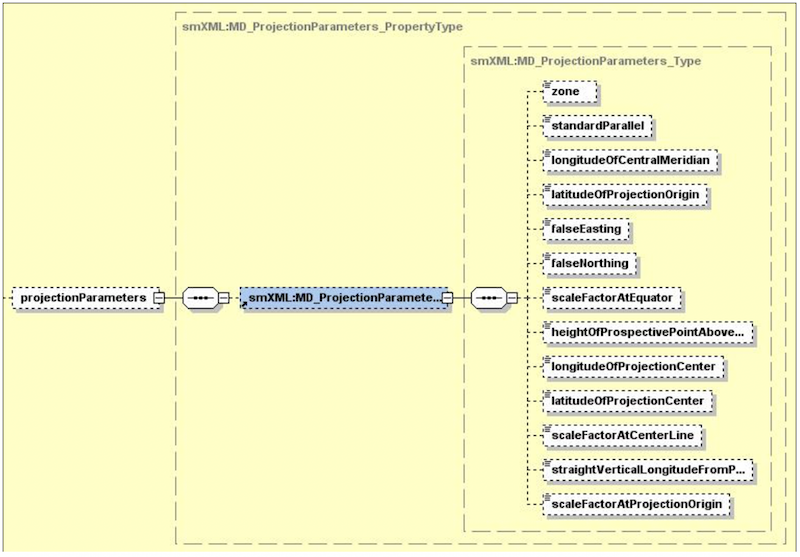 smXML:MD_ProjectionParameters_PropertyType
smXML:MD_ProjectionParameters_Type
zone
standardParallel
longitudeOfCentralMeridian
latitudeOfProjectionOrigin
falseEasting
falseNorthing
projectionParameters
smXML:MD_ProjectionParamete...
scaleFactorAtEquator
heightOfProspectivePointAbove...
longitudeOfProjectionCenter
latitudeOfProjectionCenter
scaleFactorAtCenterLine
straightVerticalLongitudeFromP...
scaleFactorAtProjectionOrigin